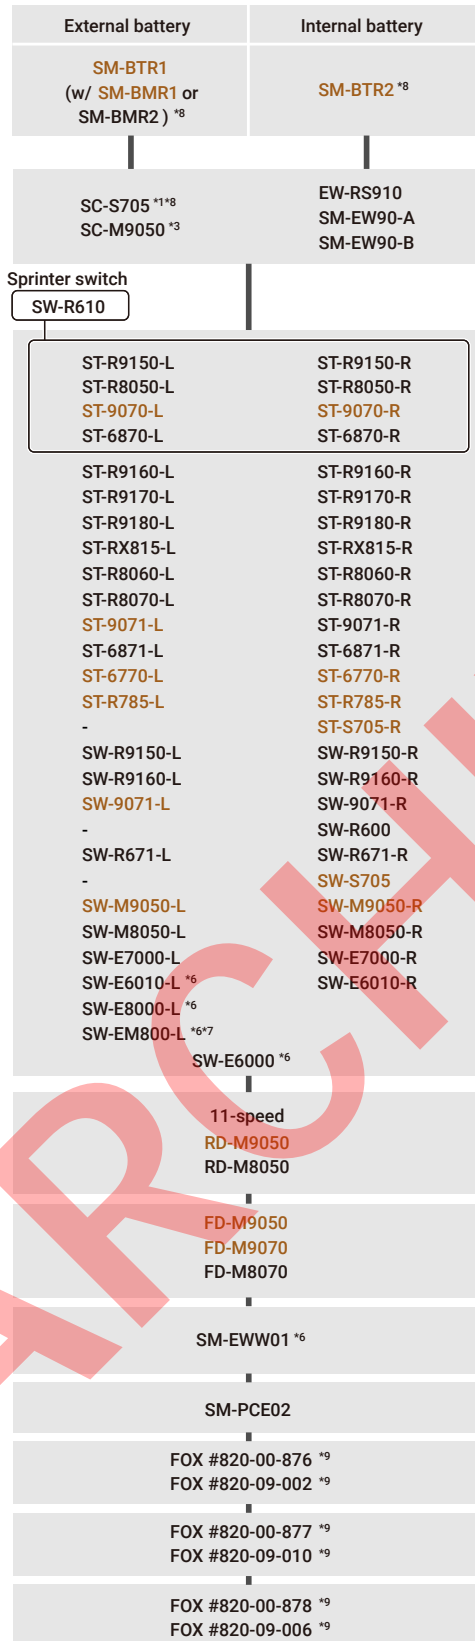 External battery Internal battery
SM-BTR1
(w/ SM-BMR1 or
SM-BMR2 ) *8
SM-BTR2 *8
SC-S705 *1*8
SC-M9050 *3
EW-RS910
SM-EW90-A
SM-EW90-B
Sprinter switch
SW-R610
ST-R9150-L ST-R9150-R
ST-R8050-L ST-R8050-R
ST-9070-L ST-9070-R
ST-6870-L ST-6870-R
ST-R9160-L ST-R9160-R
ST-R9170-L ST-R9170-R
ST-R9180-L ST-R9180-R
ST-RX815-L ST-RX815-R
ST-R8060-L ST-R8060-R
ST-R8070-L ST-R8070-R
ST-9071-L ST-9071-R
ST-6871-L ST-6871-R
ST-6770-L ST-6770-R
ST-R785-L ST-R785-R
- ST-S705-R
SW-R9150-L SW-R9150-R
SW-R9160-L SW-R9160-R
SW-9071-L SW-9071-R
- SW-R600
SW-R671-L SW-R671-R
- SW-S705
SW-M9050-L SW-M9050-R
SW-M8050-L SW-M8050-R
SW-E7000-L SW-E7000-R
SW-E6010-L *6 SW-E6010-R
SW-E8000-L *6
SW-EM800-L *6*7
SW-E6000 *6
11-speed
RD-M9050
RD-M8050
FD-M9050
FD-M9070
FD-M8070
SM-EWW01 *6
SM-PCE02
FOX #820-00-876 *9
FOX #820-09-002 *9
FOX #820-00-877 *9
FOX #820-09-010 *9
FOX #820-00-878 *9
FOX #820-09-006 *9
ARCHI